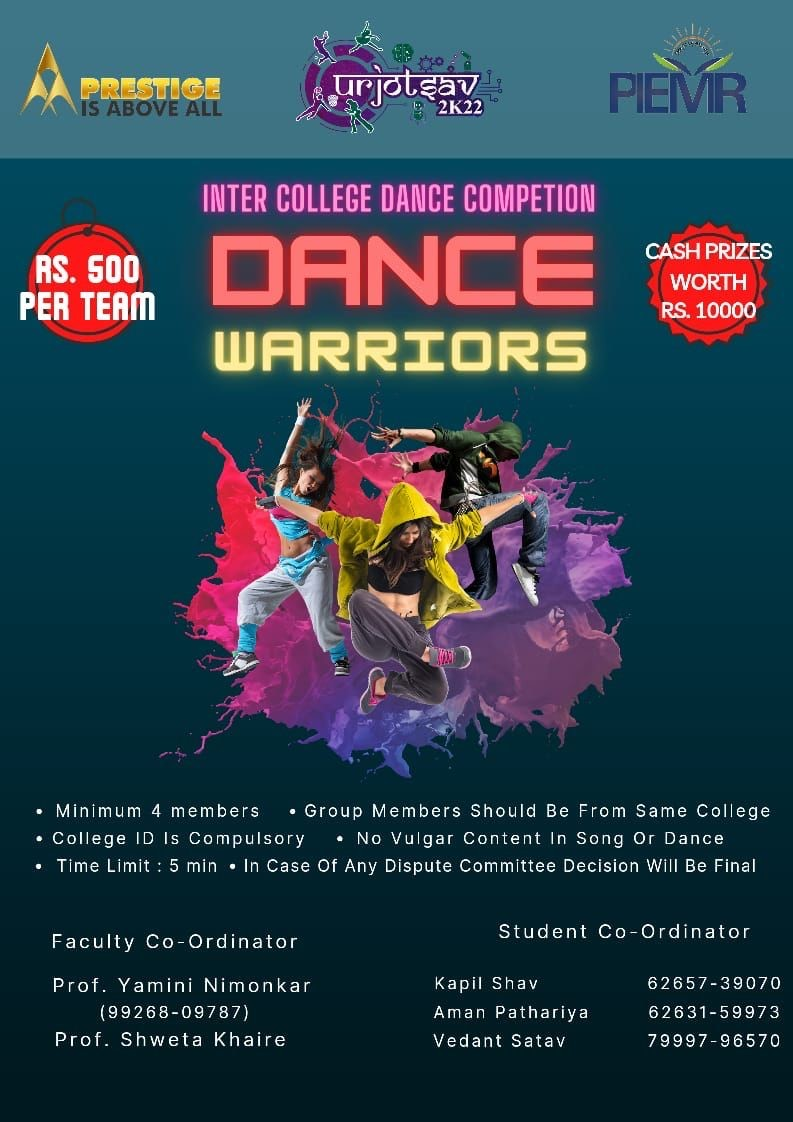 PRESTIGE
IS ABOVE ALL
urjotsav
2K22
PIEMR
INTER COLLEGE DANCE COMPETION
DANCE
WARRIORS
RS. 500
PER TEAM
CASH PRIZES
WORTH
RS. 10000
• Minimum 4 members • Group Members Should Be From Same College
• College ID Is Compulsory • No Vulgar Content In Song Or Dance
• Time Limit : 5 min • In Case Of Any Dispute Committee Decision Will Be Final
Faculty Co-Ordinator
Prof. Yamini Nimonkar
(99268-09787)
Prof. Shweta Khaire
Student Co-Ordinator
Kapil Shav 62657-39070
Aman Pathariya 62631-59973
Vedant Satav 79997-96570